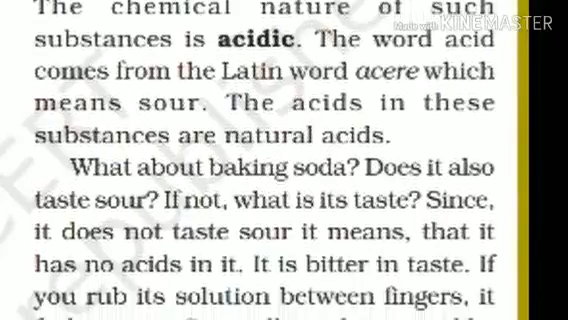 The chemical nature of such
Made with KINEMASTER
substances is acidic. The word acid
comes from the Latin word acere which
means sour. The acids in these
substances are natural acids.
What about baking soda? Does it also
taste sour? If not, what is its taste? Since,
it does not taste sour it means, that it
has no acids in it. It is bitter in taste. If
you rub its solution between fingers, it